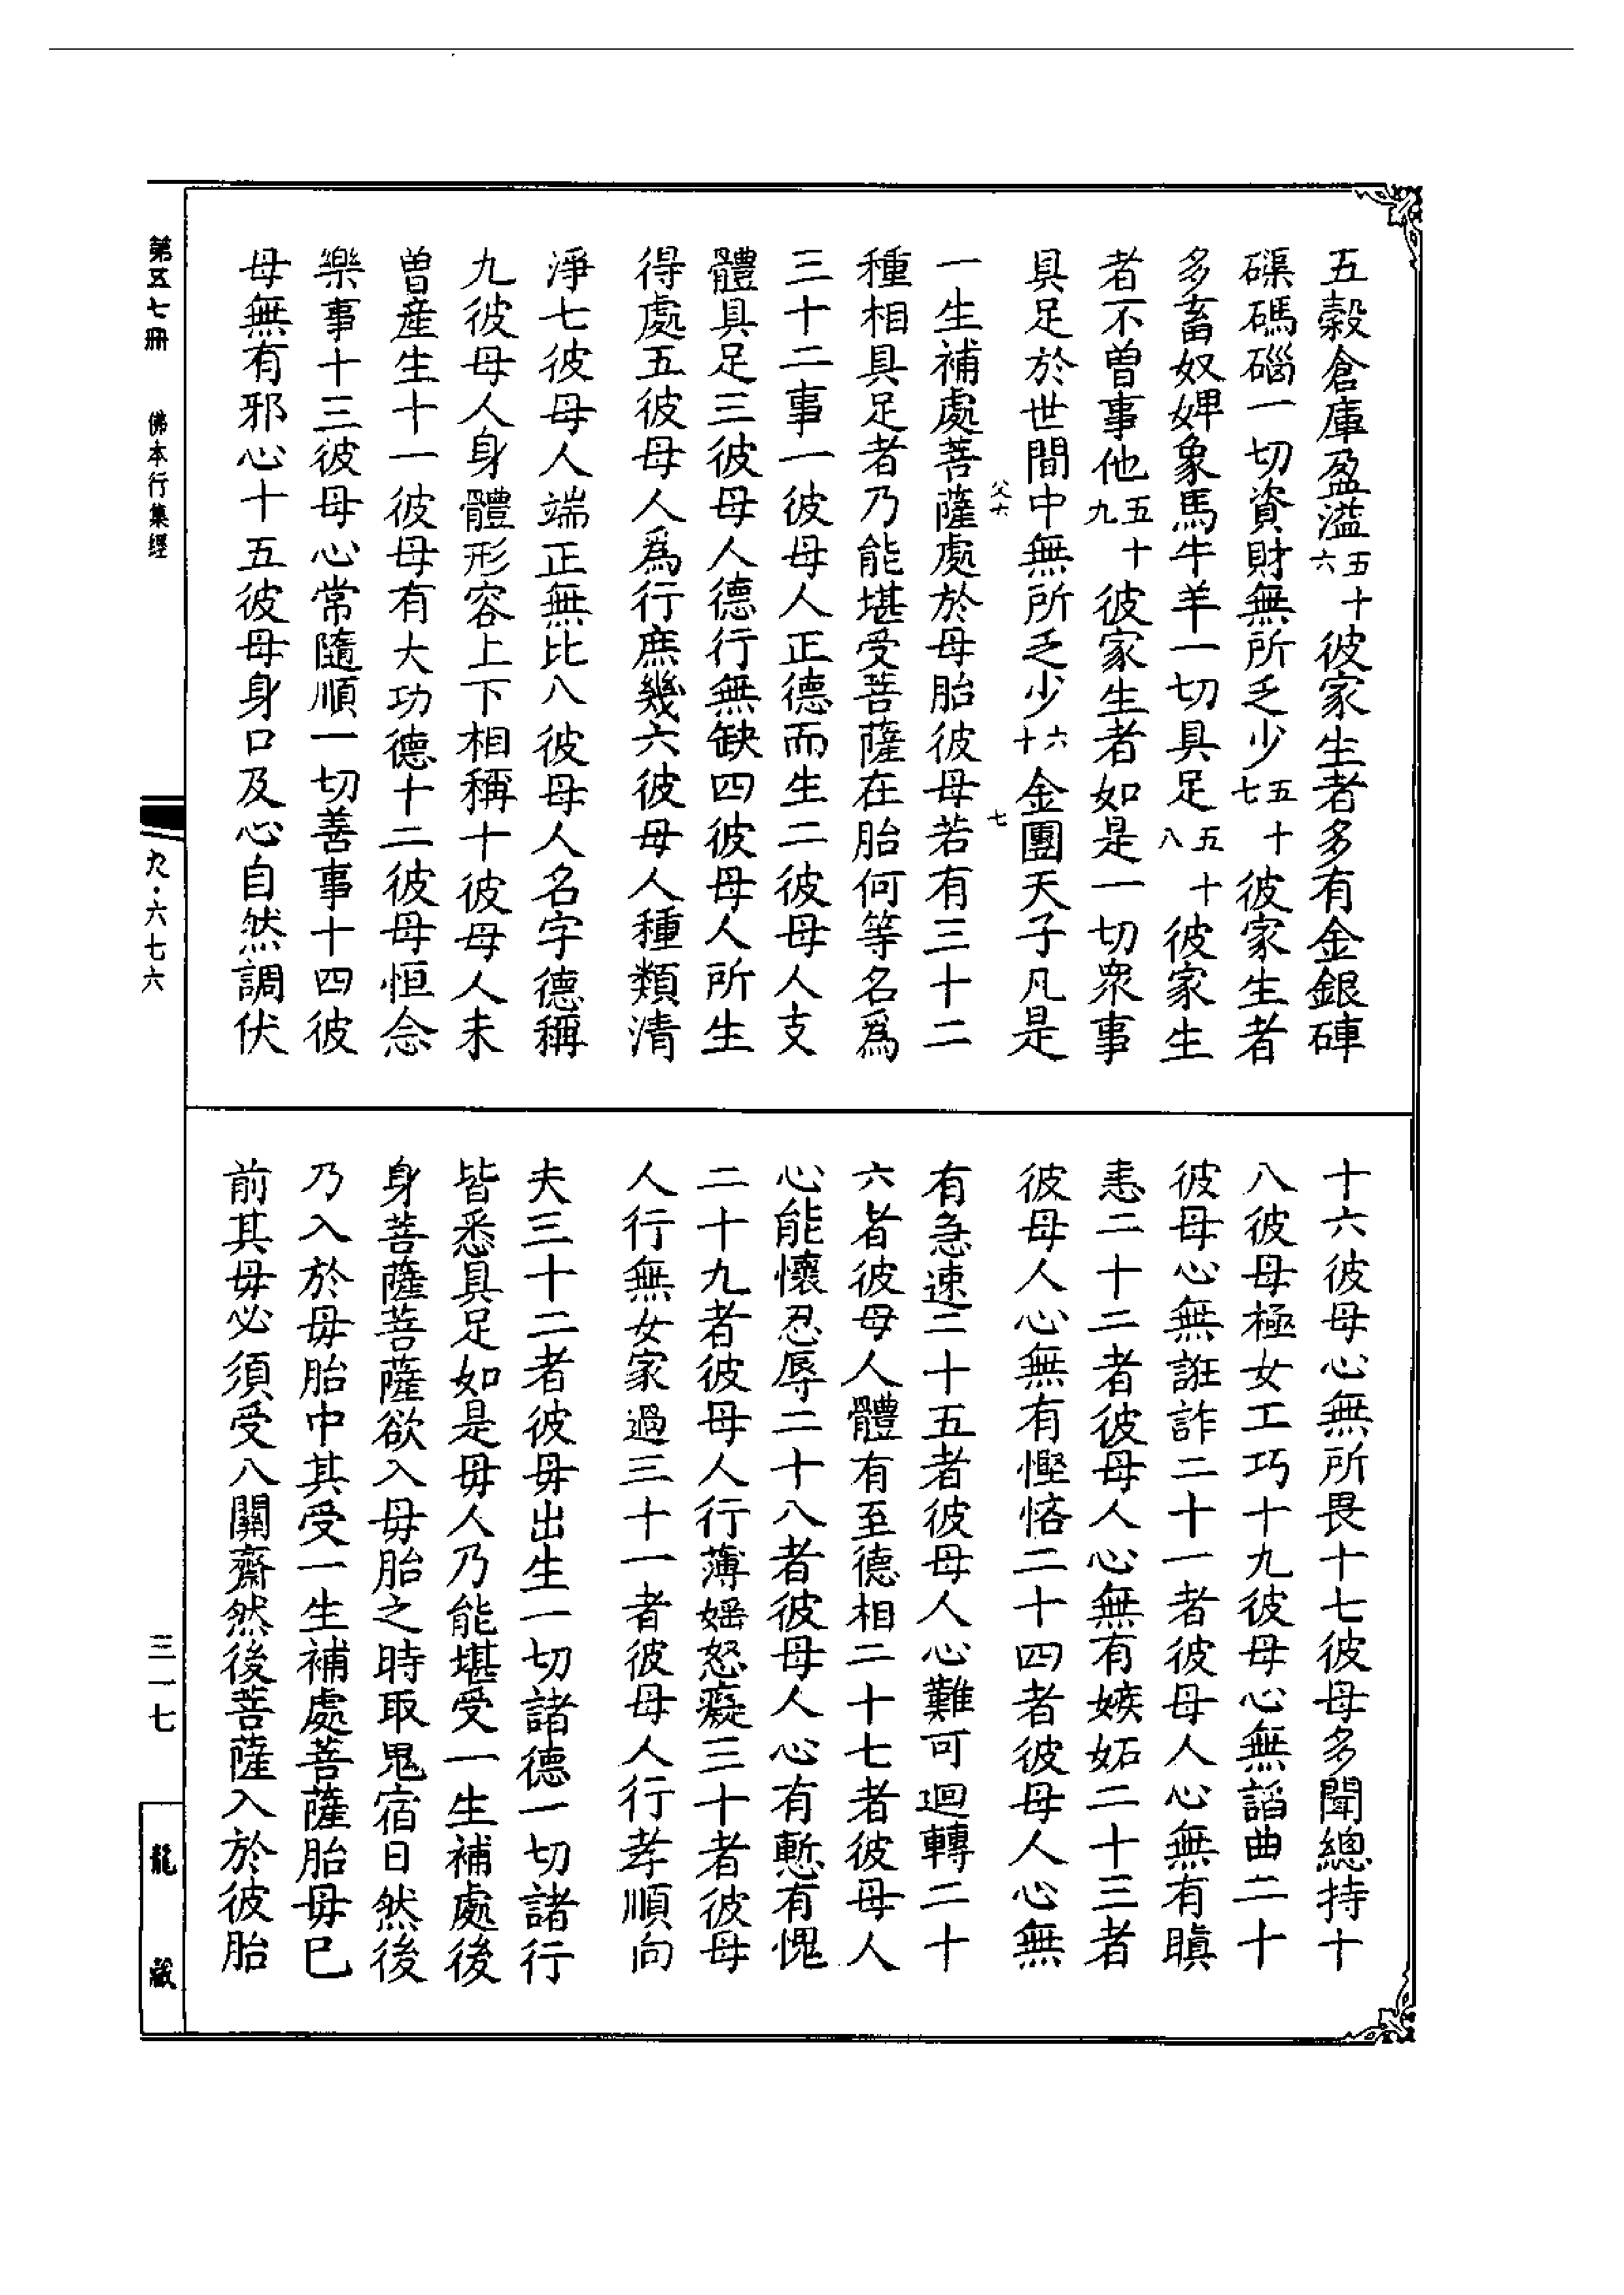 五穀倉庫盈溢五十六彼家生者多有金銀硨
磲碼碯一切資財無所乏少五十七彼家生者
多畜奴婢象馬牛羊一切具足五十八彼家生
者不曾事他五十九彼家生者如是一切衆事
具足於世間中無所乏少六十金團天子凡是
父六 七
一生補處菩薩處於母胎彼母若有三十二
種相具足者乃能堪受菩薩在胎何等名爲
三十二事一彼母人正德而生二彼母人支
體具足三彼母人德行無缺四彼母人所生
得處五彼母人爲行庶幾六彼母人種類清
淨七彼母人端正無比八彼母人名字德稱
九彼母人身體形容上下相稱十彼母人未
曾產生十一彼母有大功德十二彼母恒念
樂事十三彼母心常隨順一切善事十四彼
母無有邪心十五彼母身口及心自然調伏
十六彼母心無所畏十七彼母多聞總持十
八彼母極女工巧十九彼母心無諂曲二十
彼母心無誑詐二十一者彼母人心無有瞋
恚二十二者彼母人心無有嫉妬二十三者
彼母人心無有慳悋二十四者彼母人心無
有急速二十五者彼母人心難可迴轉二十
六者彼母人體有至德相二十七者彼母人
心能懷忍辱二十八者彼母人心有慙有愧
二十九者彼母人行薄婬怒癡三十者彼母
人行無女家過三十一者彼母人行孝順向
夫三十二者彼母出生一切諸德一切諸行
皆悉具足如是母人乃能堪受一生補處後
身菩薩菩薩欲入母胎之時取鬼宿日然後
乃入於母胎中其受一生補處菩薩胎母已
前其母必須受八關齋然後菩薩入於彼胎
第五七冊 佛本行集經
九·六七六
三一七
龍藏